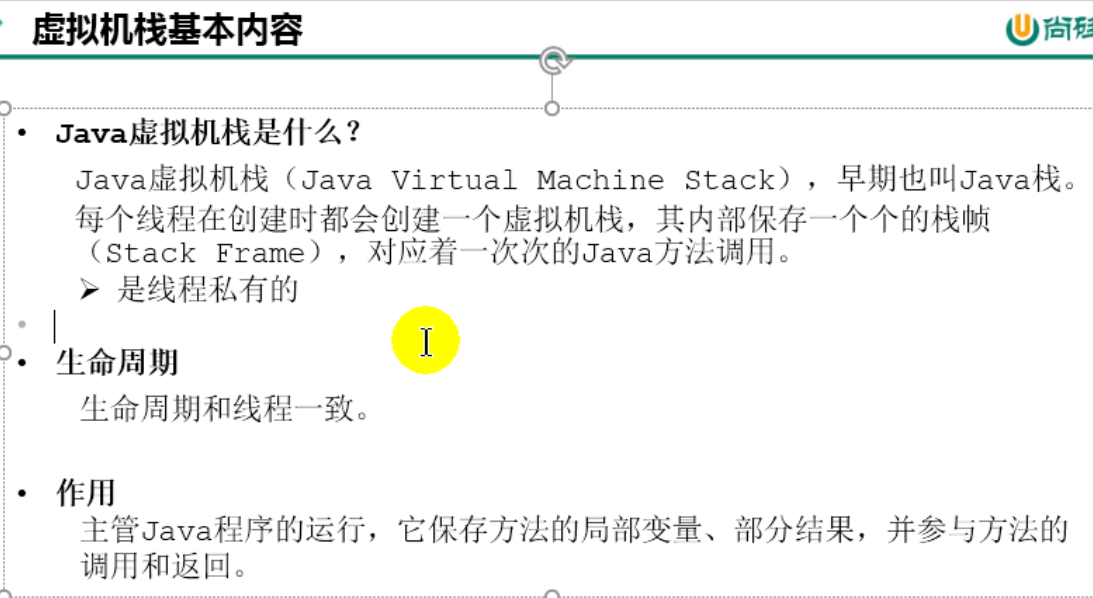 虚拟机栈基本内容
尚硅
• Java虚拟机栈是什么?
Java虚拟机栈(Java Virtual Machine Stack),早期也叫Java栈。
每个线程在创建时都会创建一个虚拟机栈,其内部保存一个个的栈帧
(Stack Frame),对应着一次次的Java方法调用。
➢ 是线程私有的
• 生命周期
生命周期和线程一致。
• 作用
主管Java程序的运行,它保存方法的局部变量、部分结果,并参与方法的
调用和返回。